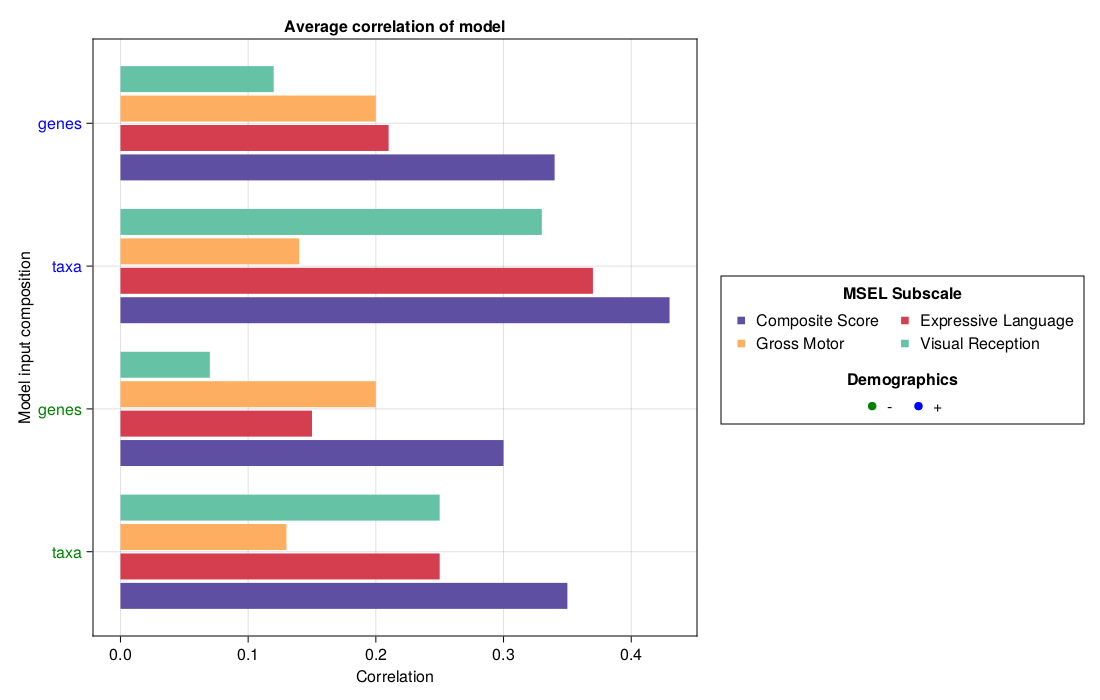 Average correlation of model
genes
taxa
genes
taxa
Model input composition
0.0 0.1 0.2 0.3 0.4
Correlation
MSEL Subscale
Composite Score Expressive Language
Gross Motor Visual Reception
Demographics
- +